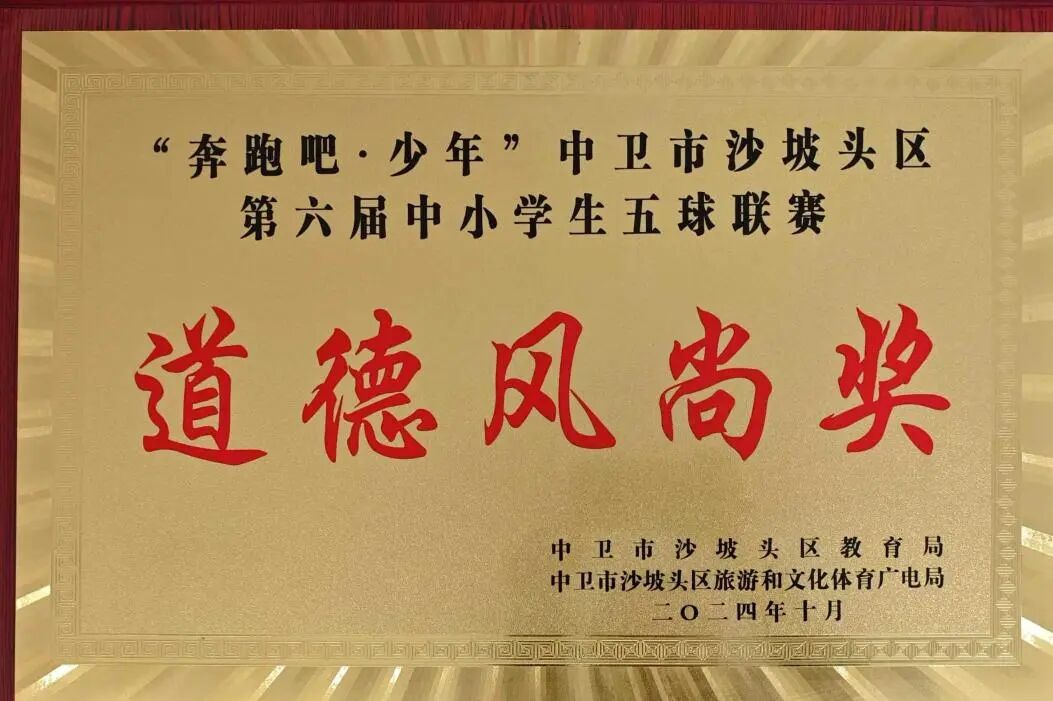 “奔跑吧·少年”中卫市沙坡头区
第六届中小学生五球联赛
道德风尚奖
中卫市沙坡头区教育局
中卫市沙坡头区旅游和文化体育广电局
二〇二四年十月